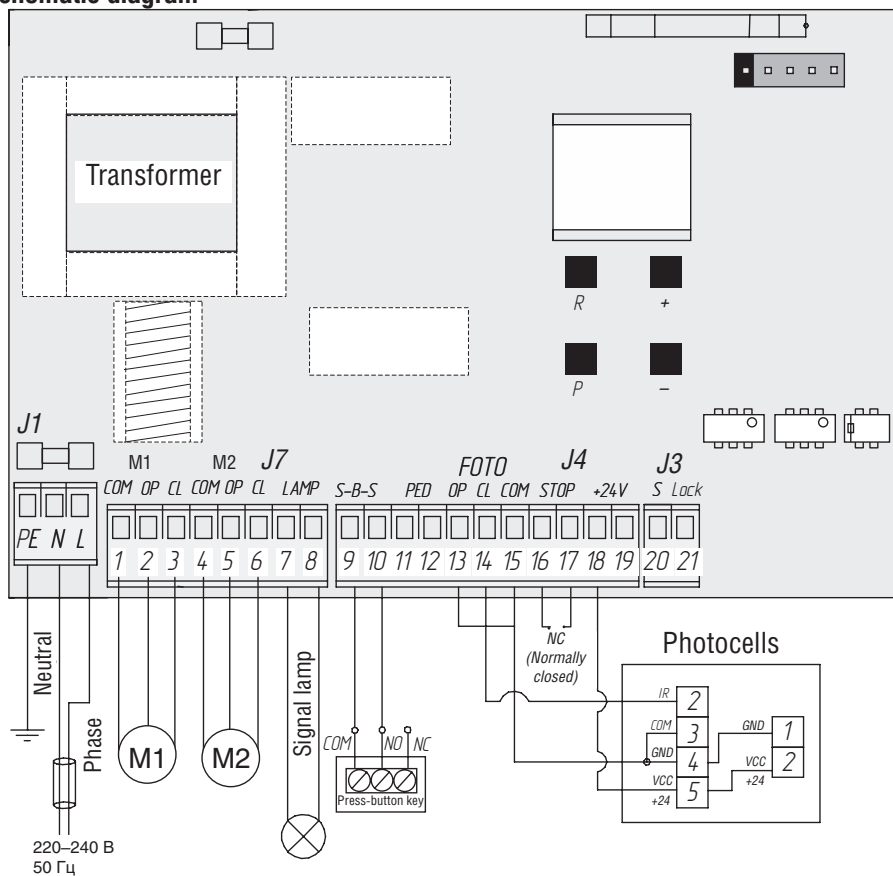 Transformer
R +
P –
J1
M1 M2 J7
COM OP CL COM OP CL LAMP
FOTO J4 J3
S-B-S PED OP CL COM STOP +24V S Lock
PE N L
1 2 3 4 5 6 7 8 9 10 11 12 13 14 15 16 17 18 19 20 21
Neutral
Phase
M1
M2
Signal lamp
NC
(Normally
closed)
Photocells
IR 2
COM 3 GND 1
GND 4 VCC 2
VCC 5 +24
+24
COM NO NC
Press-button key
220–240 В
50 Гц